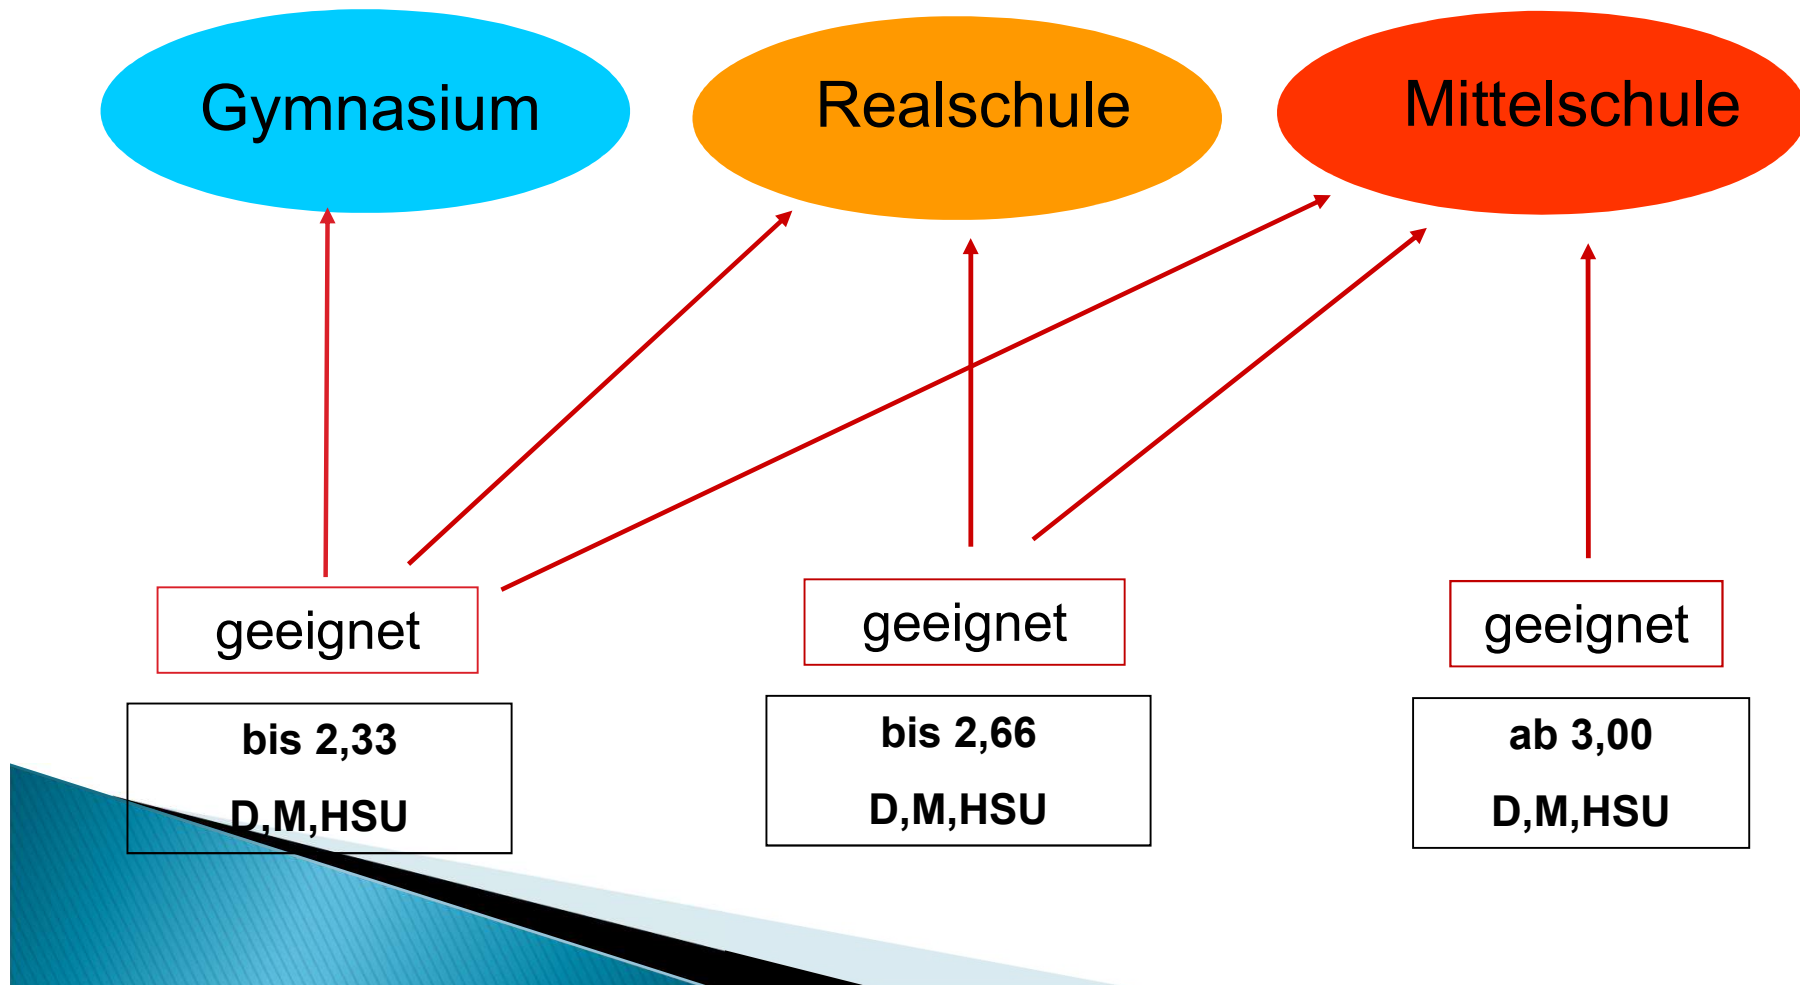 Gymnasium
Realschule
Mittelschule
geeignet
geeignet
geeignet
bis 2,33
D,M,HSU
bis 2,66
D,M,HSU
ab 3,00
D,M,HSU